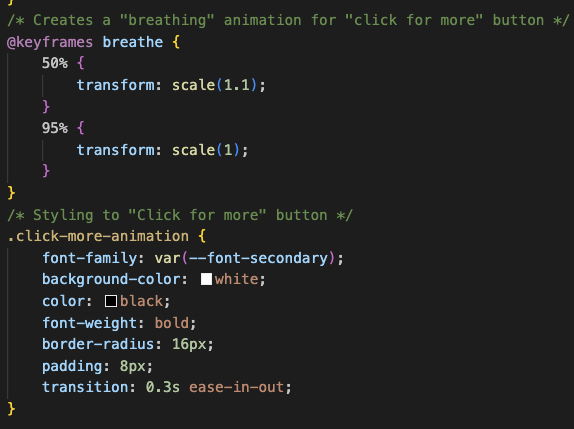 }
/* Creates a "breathing" animation for "click for more" button */
@keyframes breathe {
    50% {
        transform: scale(1.1);
    }
    95% {
        transform: scale(1);
    }
}
/* Styling to "Click for more" button */
.click-more-animation {
    font-family: var(--font-secondary);
    background-color: white;
    color: black;
    font-weight: bold;
    border-radius: 16px;
    padding: 8px;
    transition: 0.3s ease-in-out;
}